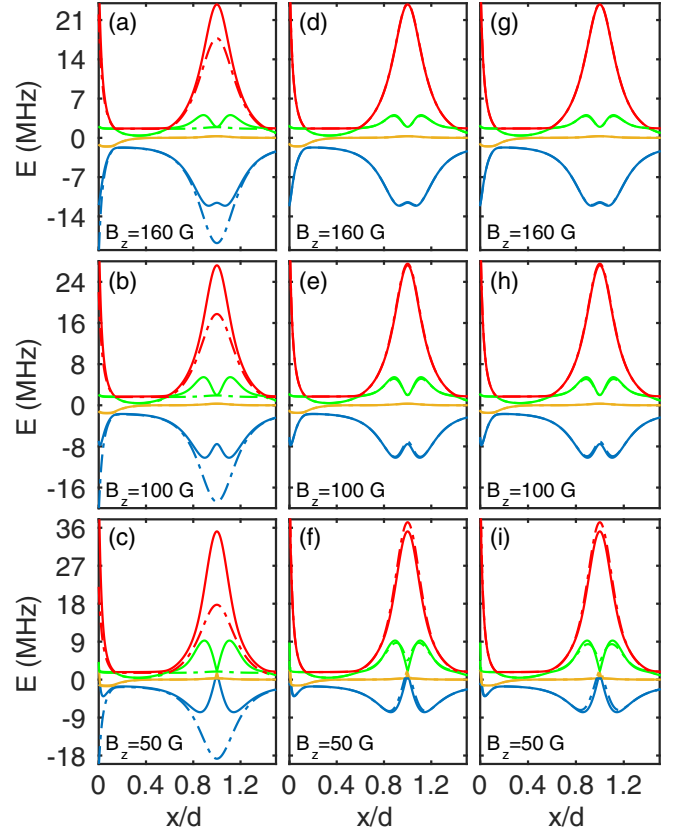 (a) (d) (g)
24
14
7
0
-7
-14
E (MHz)
B_z=160 G B_z=160 G B_z=160 G
(b) (e) (h)
24
16
8
0
-8
-16
E (MHz)
B_z=100 G B_z=100 G B_z=100 G
(c) (f) (i)
36
27
18
9
0
-9
-18
E (MHz)
B_z=50 G B_z=50 G B_z=50 G
0 0.4 0.8 1.2 0 0.4 0.8 1.2 0 0.4 0.8 1.2
x/d x/d x/d